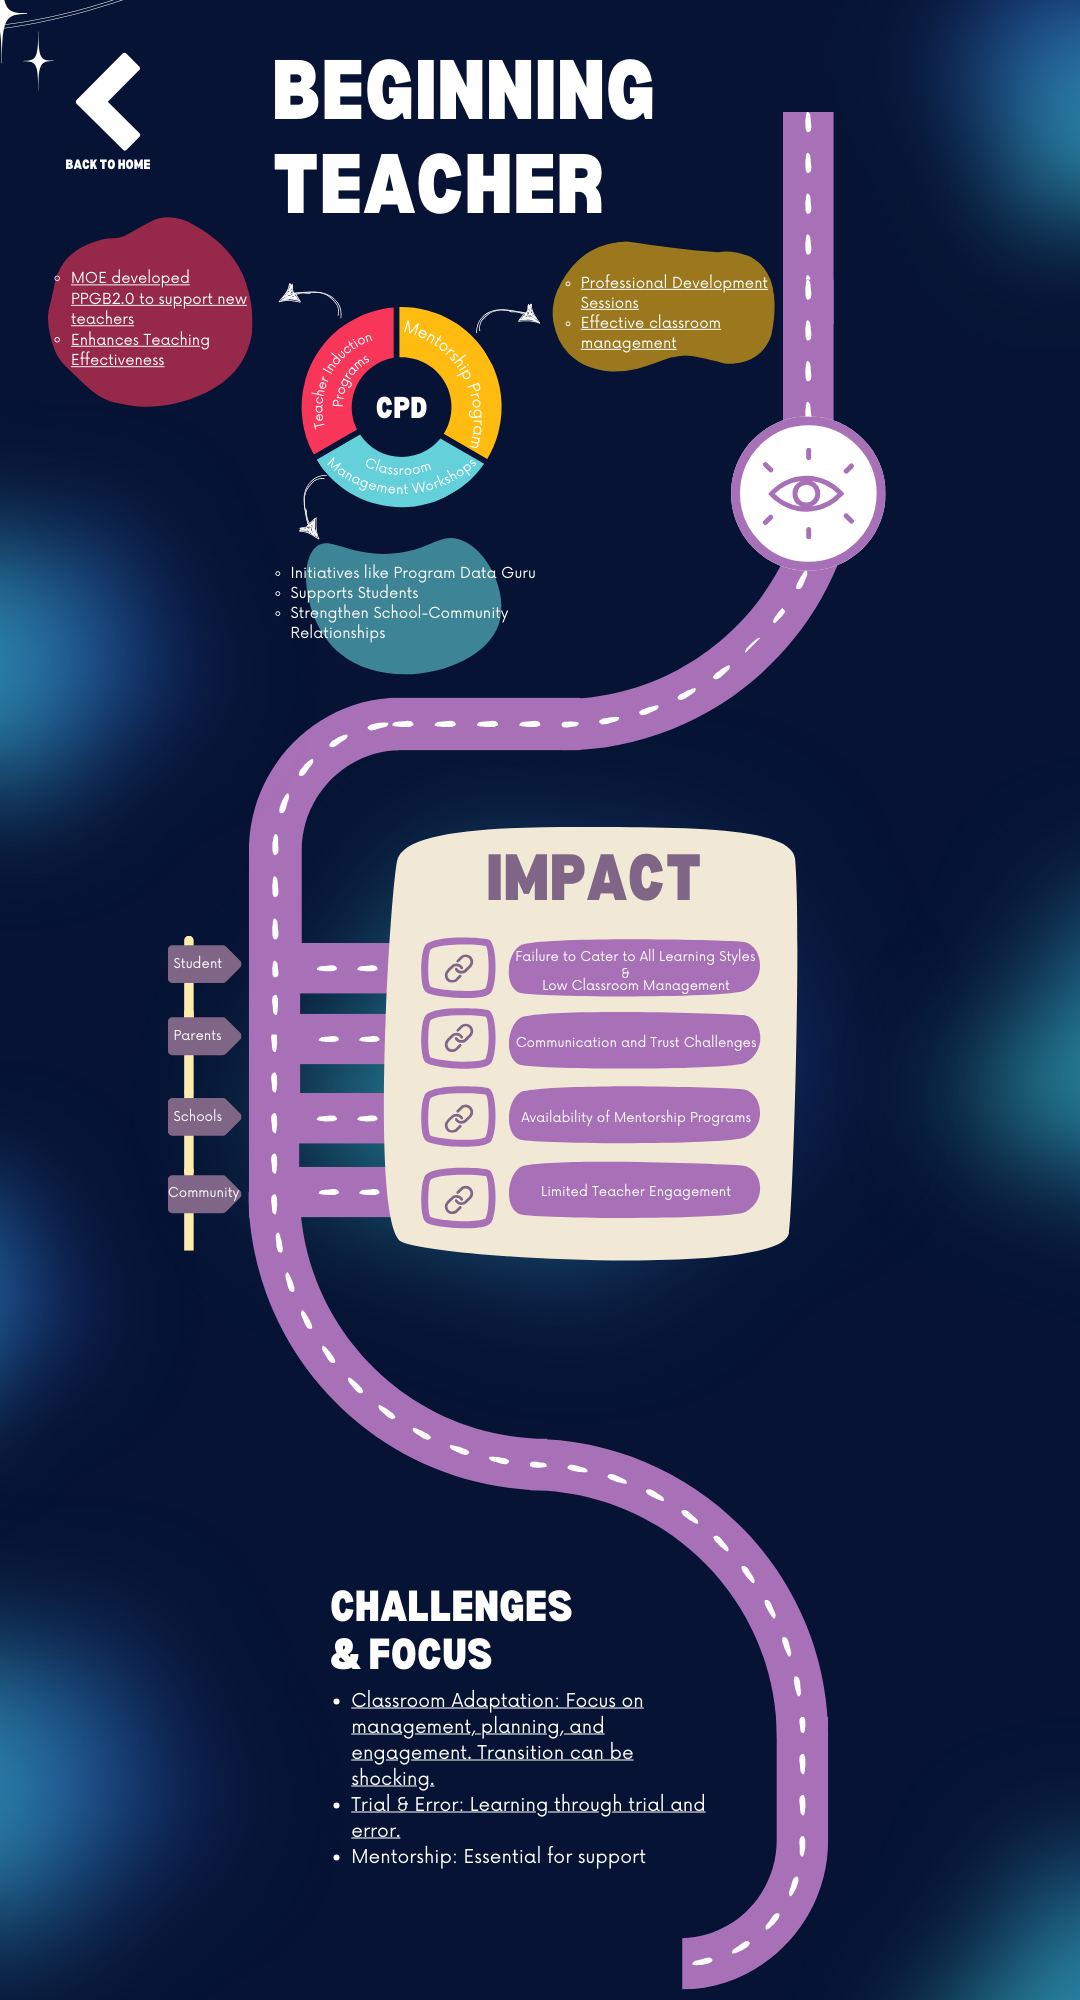 BEGINNING
TEACHER
BACK TO HOME
MOE developed
PPGB2.0 to support new
teachers
Enhances Teaching
Effectiveness
Professional Development
Sessions
Effective classroom
management
Teacher Induction
Programs
Mentorship Program
CPD
Classroom
Management Workshops
Initiatives like Program Data Guru
Supports Students
Strengthen School-Community
Relationships
IMPACT
Student
Failure to Cater to All Learning Styles
&
Low Classroom Management
Parents
Communication and Trust Challenges
Schools
Availability of Mentorship Programs
Community
Limited Teacher Engagement
CHALLENGES
& FOCUS
Classroom Adaptation: Focus on
management, planning, and
engagement. Transition can be
shocking.
Trial & Error: Learning through trial and
error.
Mentorship: Essential for support